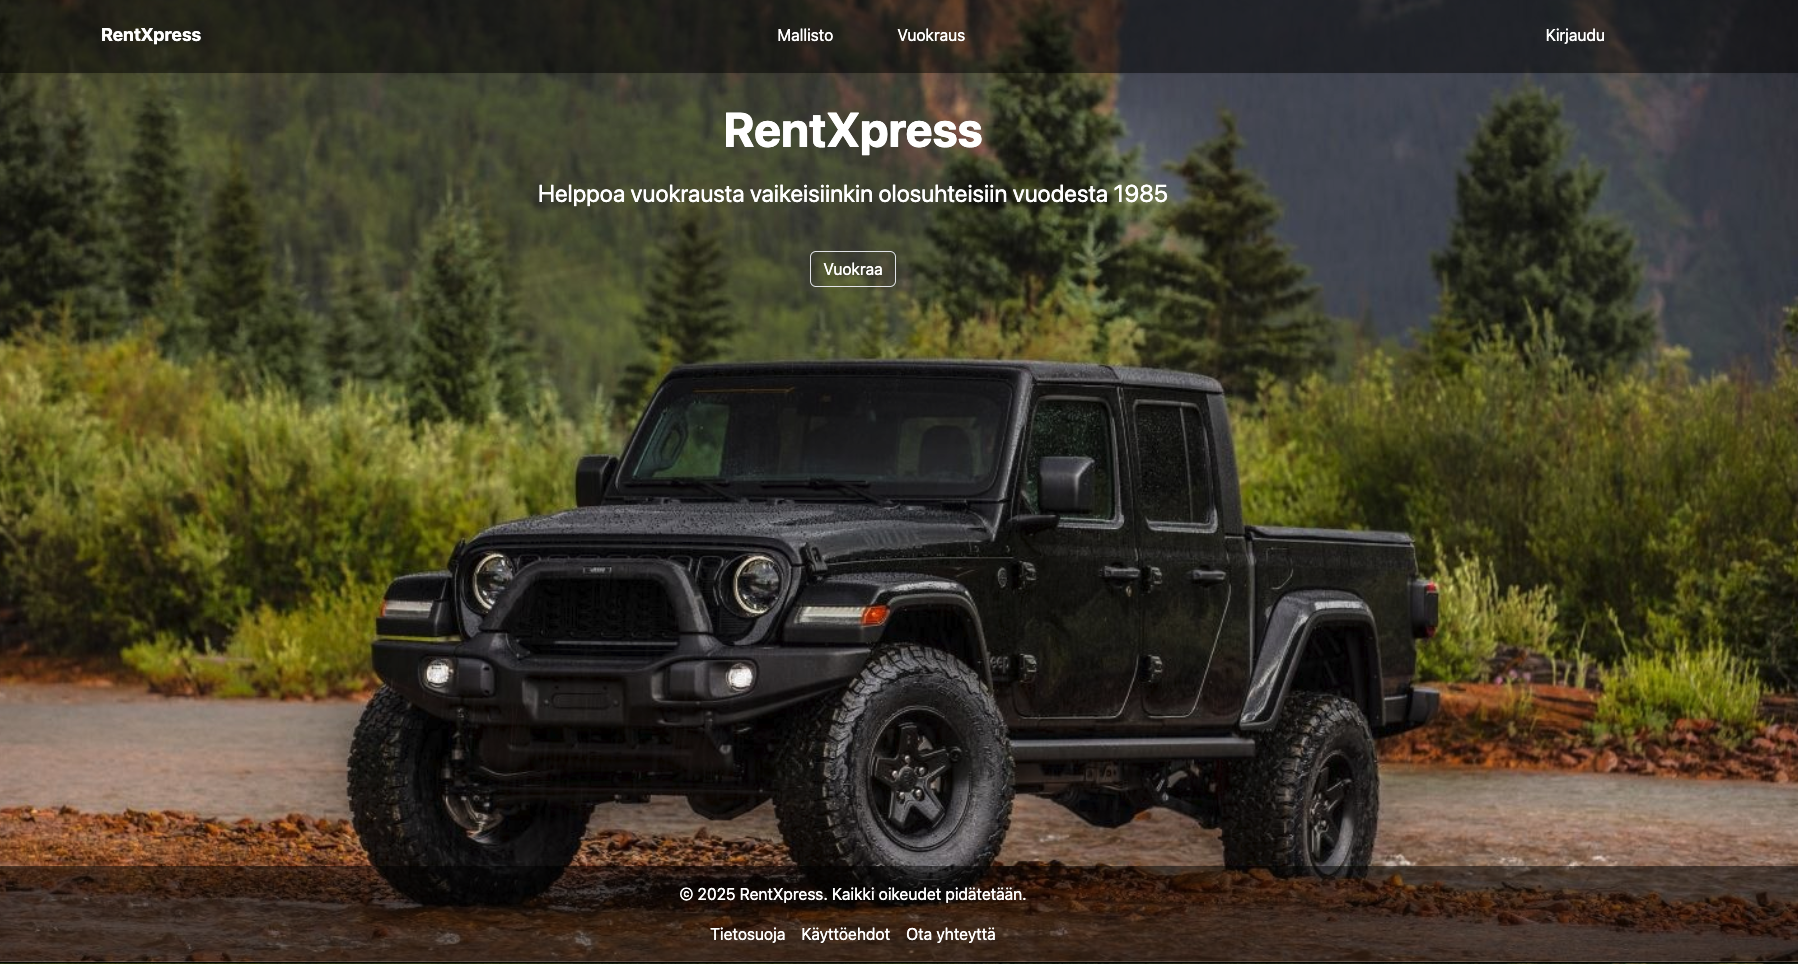 RentXpress
Mallisto Vuokraus
Kirjaudu
RentXpress
Helppoa vuokrausta vaikeisiinkin olosuhteisiin vuodesta 1985
Vuokraa
© 2025 RentXpress. Kaikki oikeudet pidätetään.
Tietosuoja Käyttöehdot Ota yhteyttä